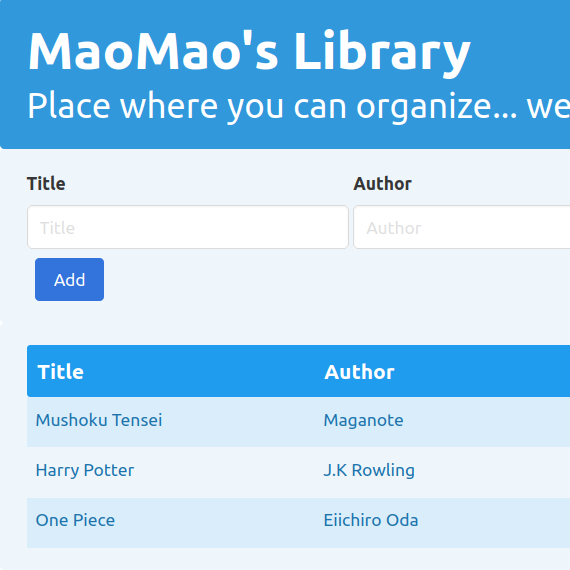 MaoMao's Library
Place where you can organize... we
Title Author
Title Author
Add
Title Author
Mushoku Tensei Maganote
Harry Potter J.K Rowling
One Piece Eiichiro Oda